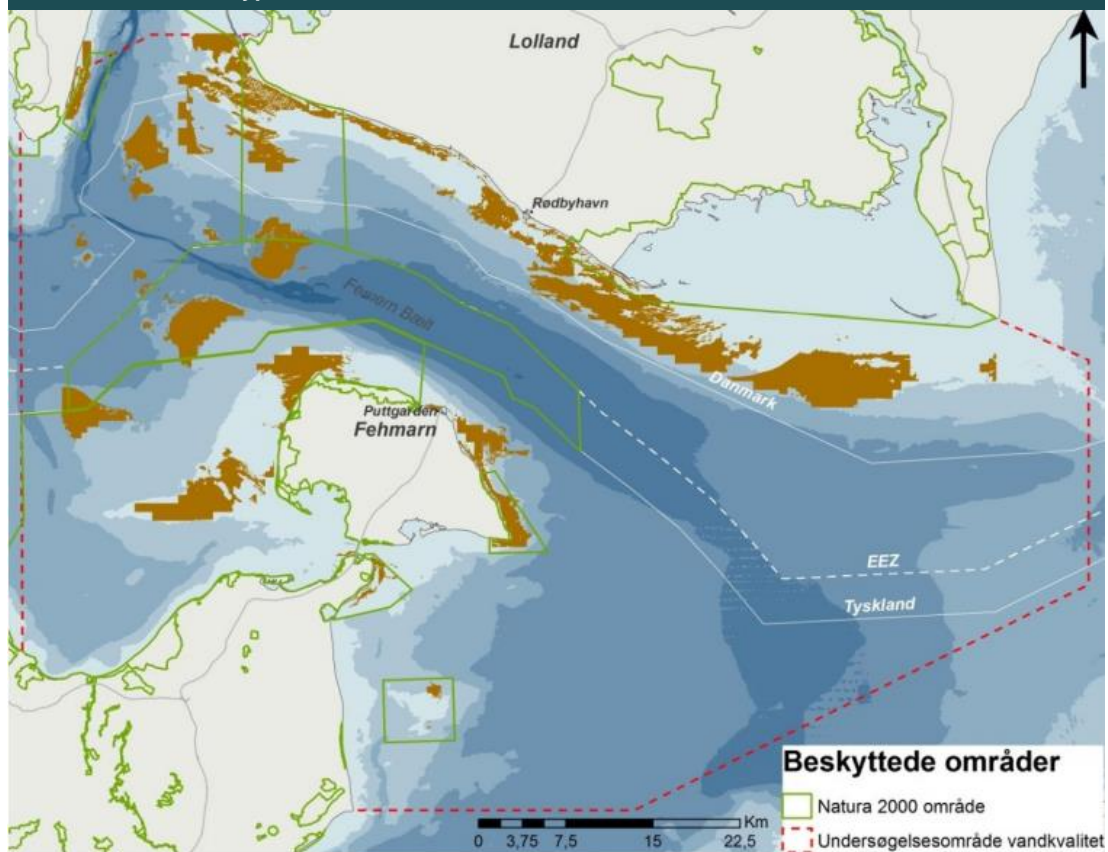 Lolland
Rødbyhavn
Femern Bælt
Puttgarden
Fehmarn
Danmark
EEZ
Tyskland
Beskyttede områder
Natura 2000 område
Undersøgelsesområde vandkvalitet
0 3,75 7,5 15 22,5 Km